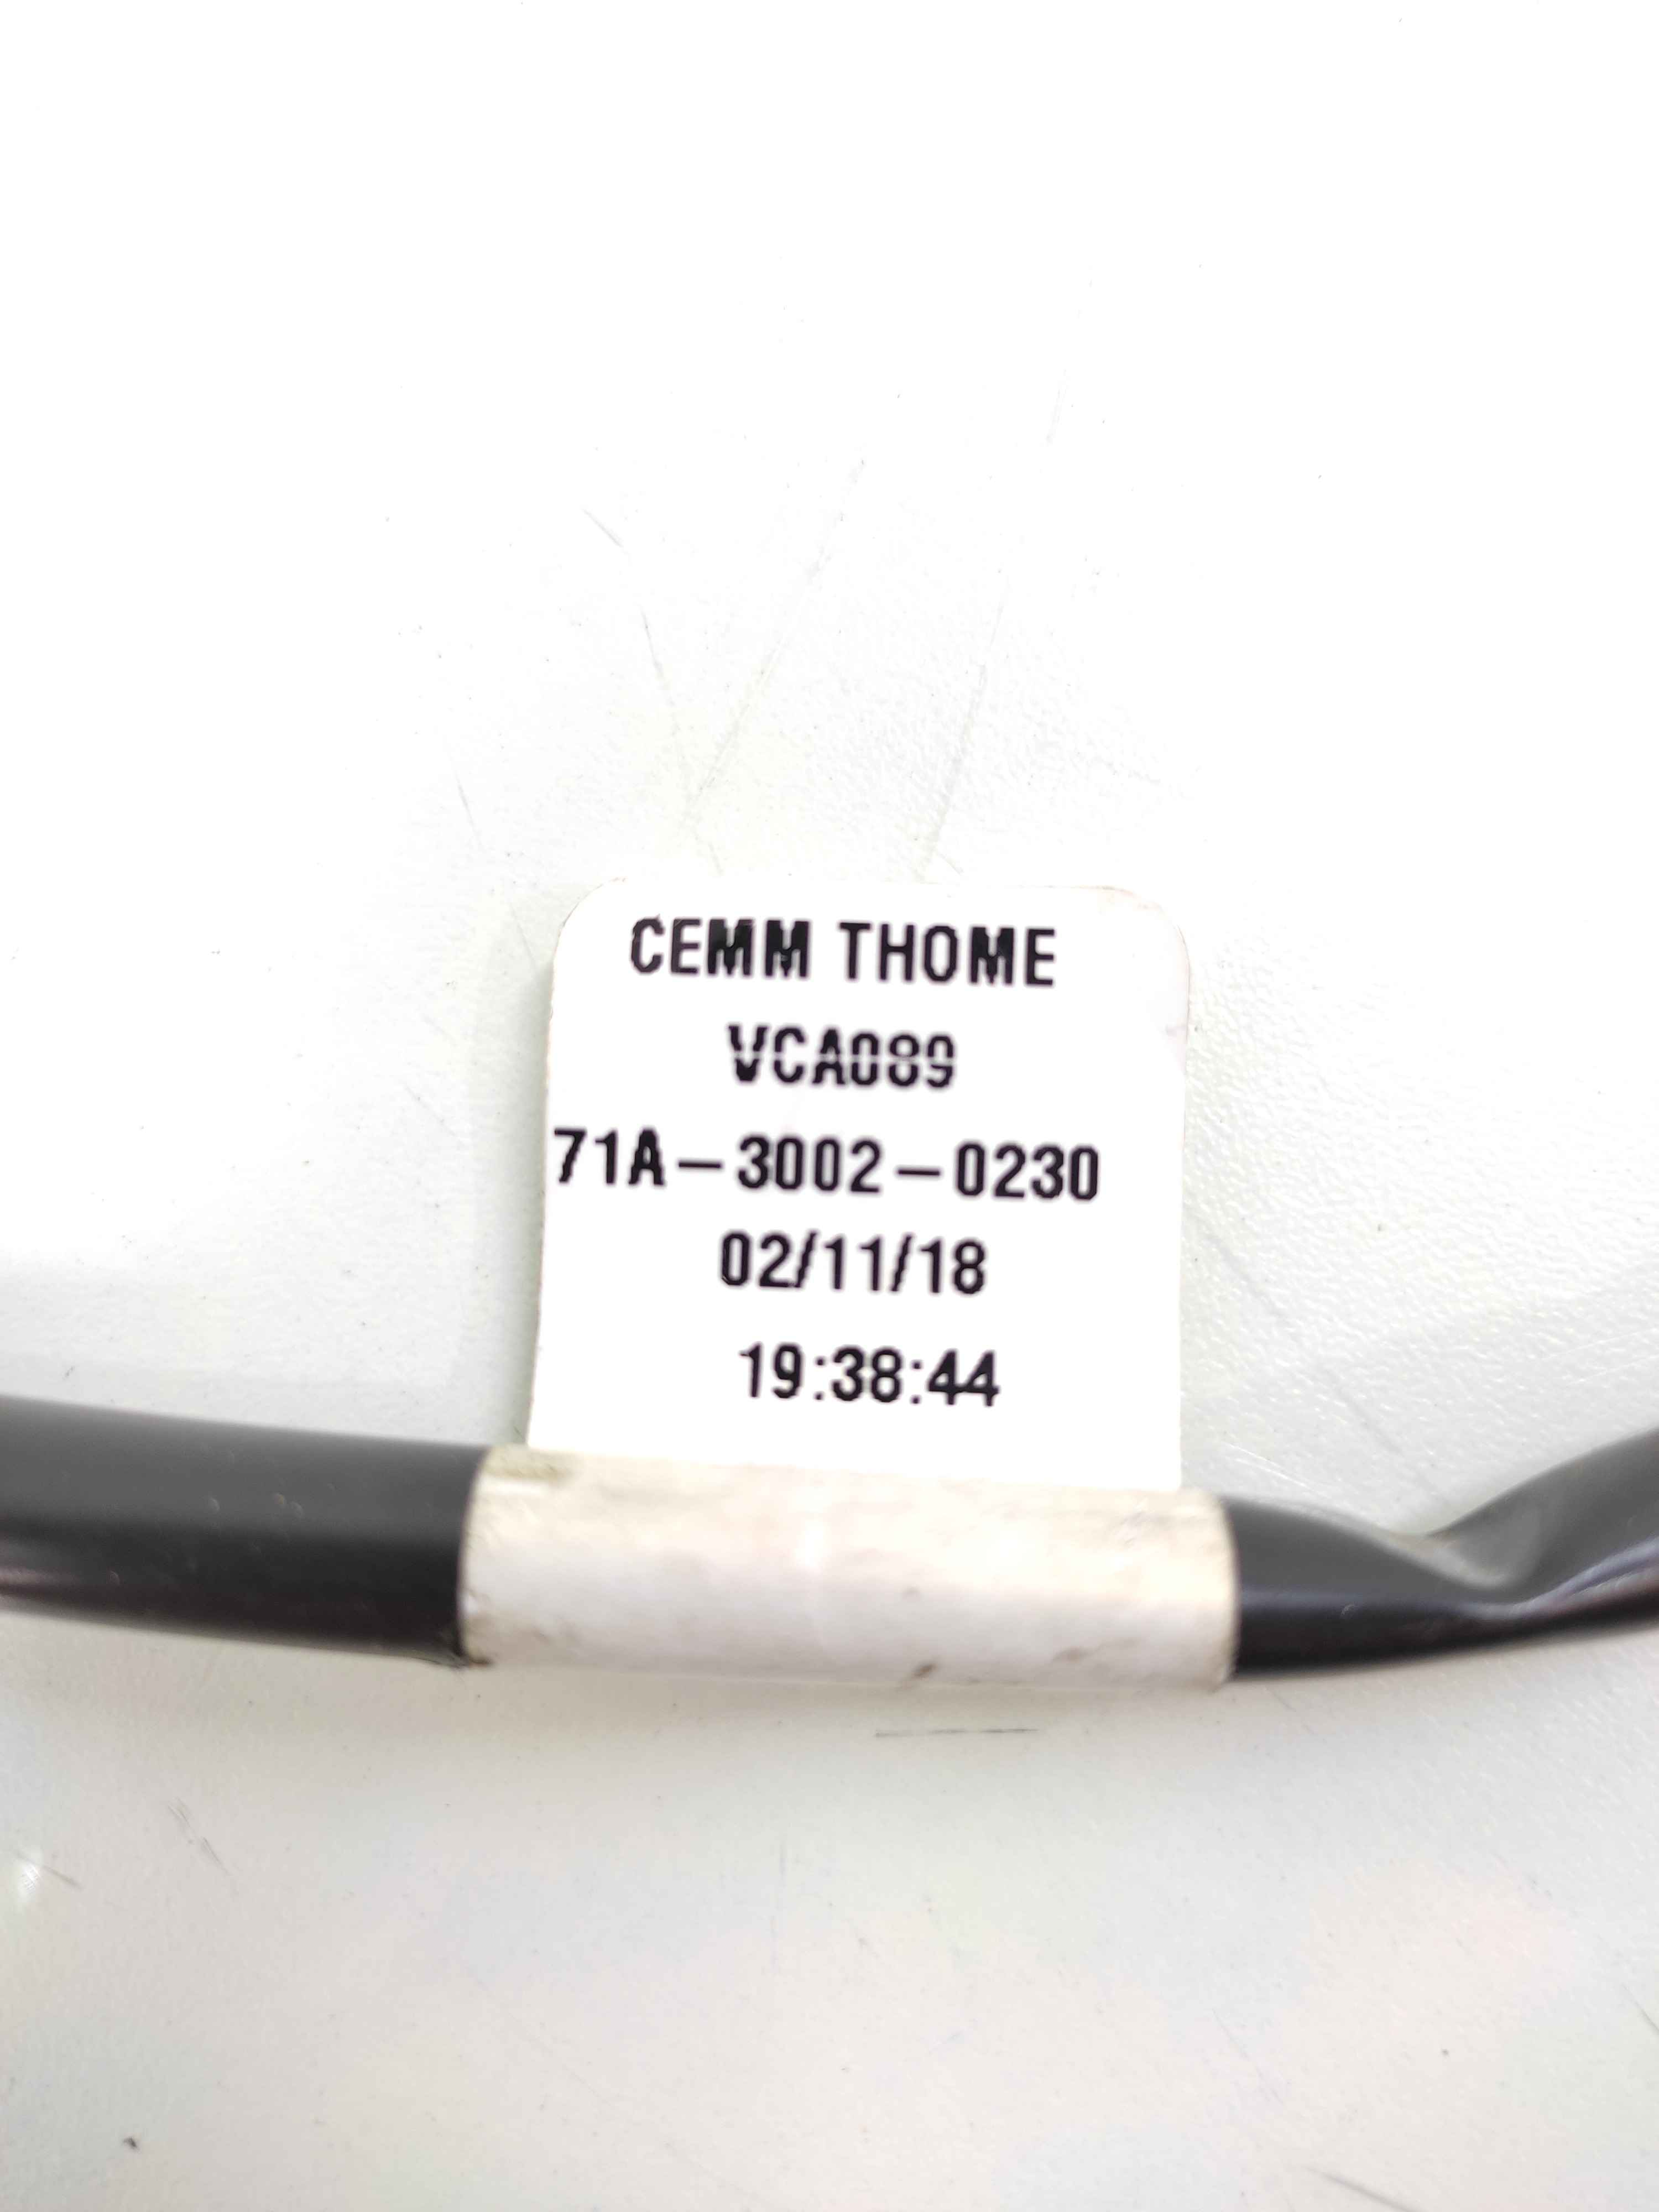 CEMM THOME
VCA089
71A-3002-0230
02/11/18
19:38:44